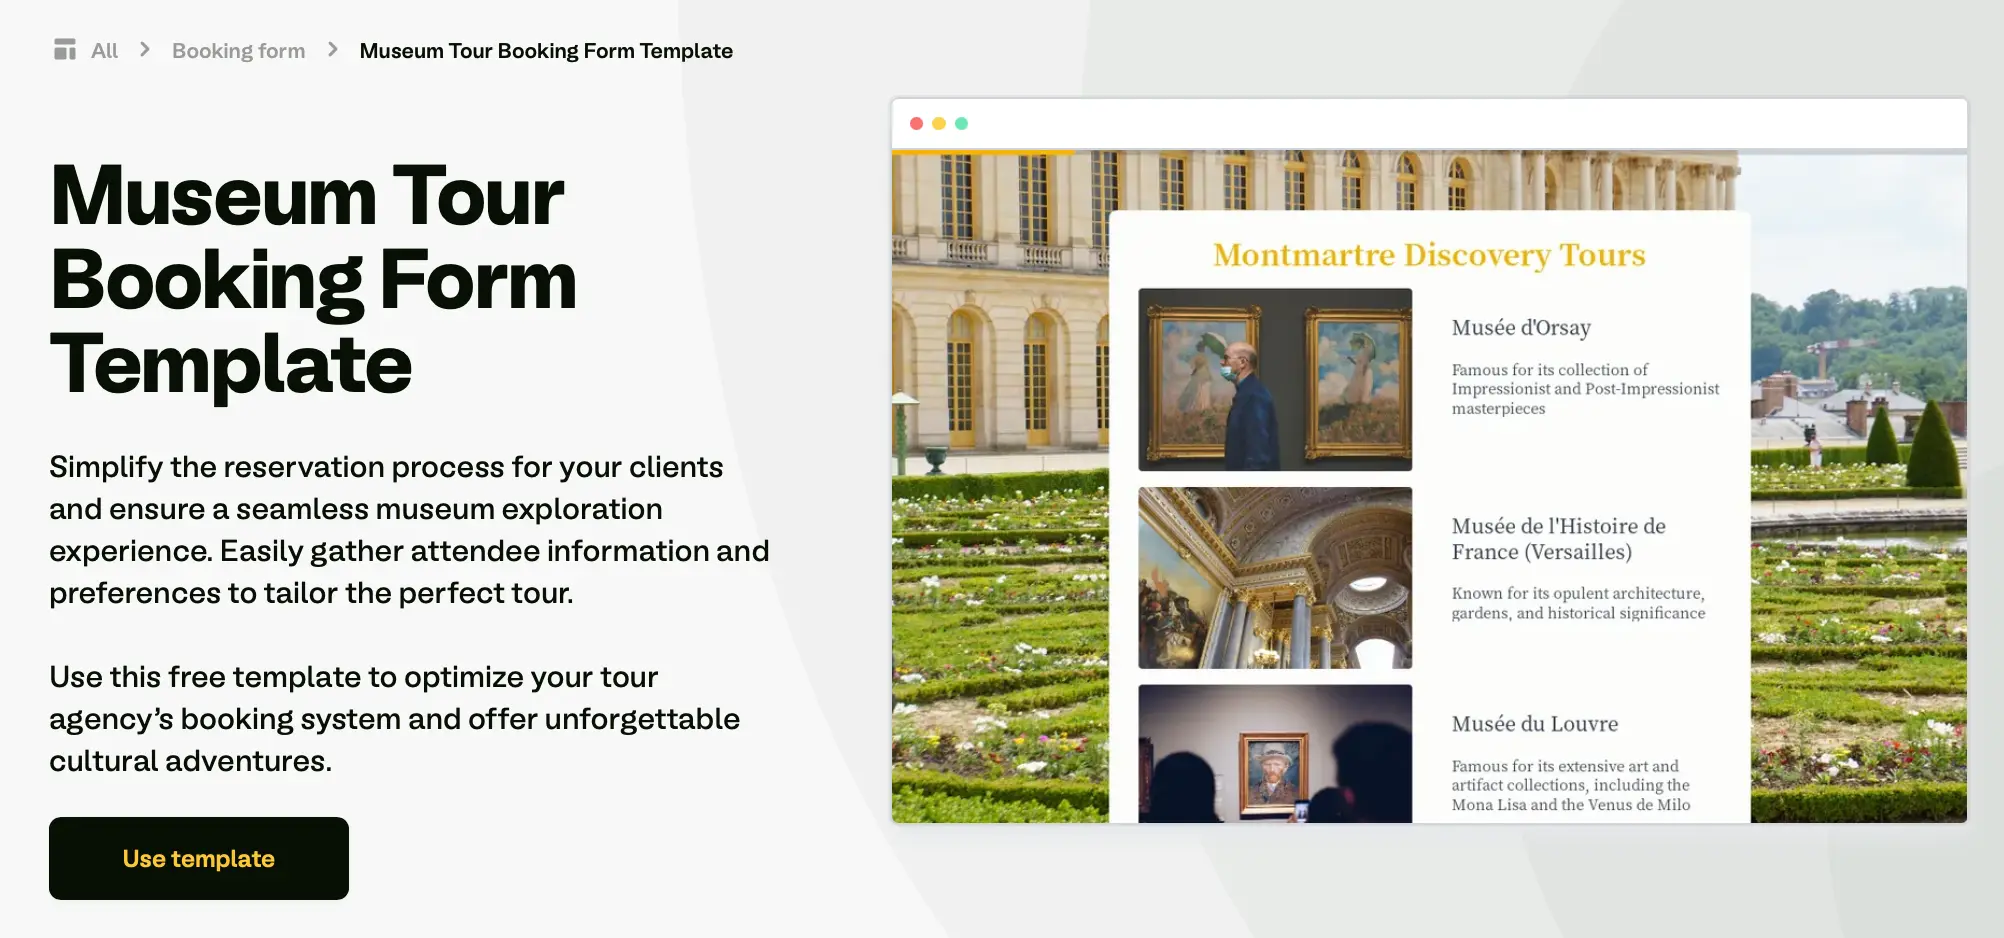 All > Booking form > Museum Tour Booking Form Template
Museum Tour
Booking Form
Template
Simplify the reservation process for your clients
and ensure a seamless museum exploration
experience. Easily gather attendee information and
preferences to tailor the perfect tour.
Use this free template to optimize your tour
agency’s booking system and offer unforgettable
cultural adventures.
Use template
Montmartre Discovery Tours
Musée d'Orsay
Famous for its collection of
Impressionist and Post-Impressionist
masterpieces
Musée de l'Histoire de
France (Versailles)
Known for its opulent architecture,
gardens, and historical significance
Musée du Louvre
Famous for its extensive art and
artifact collections, including the
Mona Lisa and the Venus de Milo